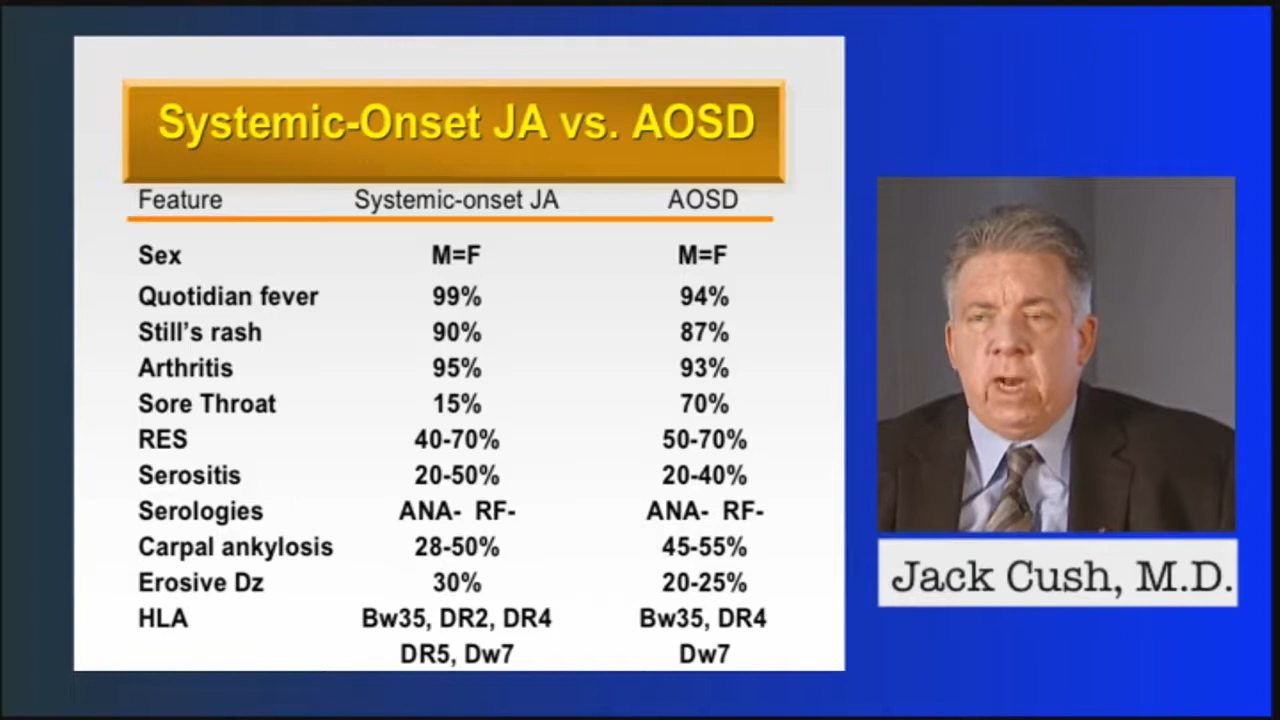 Systemic-Onset JA vs. AOSD
Feature Systemic-onset JA AOSD
Sex M=F M=F
Quotidian fever 99% 94%
Still's rash 90% 87%
Arthritis 95% 93%
Sore Throat 15% 70%
RES 40-70% 50-70%
Serositis 20-50% 20-40%
Serologies ANA- RF- ANA- RF-
Carpal ankylosis 28-50% 45-55%
Erosive Dz 30% 20-25%
HLA Bw35, DR2, DR4 Bw35, DR4
DR5, Dw7 Dw7
Jack Cush, M.D.